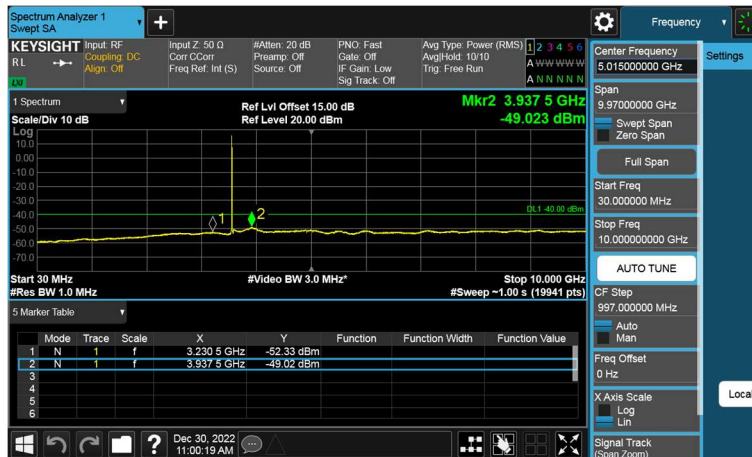 Spectrum Analyzer 1
Swept SA
Frequency
KEYSIGHT
RL
LXI
Input: RF
Coupling: DC
Align: Off
Input Z: 50 Ω
Corr CCorr
Freq Ref: Int (S)
#Atten: 20 dB
Preamp: Off
Source: Off
PNO: Fast
Gate: Off
IF Gain: Low
Sig Track: Off
Avg Type: Power (RMS)
Avg|Hold: 10/10
Trig: Free Run
1 2 3 4 5 6
A W W W W W
A N N N N N
1 Spectrum
Scale/Div 10 dB
Ref Lvl Offset 15.00 dB
Ref Level 20.00 dBm
Mkr2 3.937 5 GHz
-49.023 dBm
Log
10.0
0.00
-10.0
-20.0
-30.0
-40.0
-50.0
-60.0
-70.0
1
2
DL1 -40.00 dBm
Start 30 MHz
#Res BW 1.0 MHz
#Video BW 3.0 MHz*
Stop 10.000 GHz
#Sweep ~1.00 s (19941 pts)
5 Marker Table
Mode Trace Scale X Y Function Function Width Function Value
1 N 1 f 3.230 5 GHz -52.33 dBm
2 N 1 f 3.937 5 GHz -49.02 dBm
3
4
5
6
Dec 30, 2022
11:00:19 AM
Center Frequency
5.015000000 GHz
Span
9.97000000 GHz
Swept Span
Zero Span
Full Span
Start Freq
30.000000 MHz
Stop Freq
10.000000000 GHz
AUTO TUNE
CF Step
997.000000 MHz
Auto
Man
Freq Offset
0 Hz
X Axis Scale
Log
Lin
Signal Track
(Span Zoom)
Settings
Local